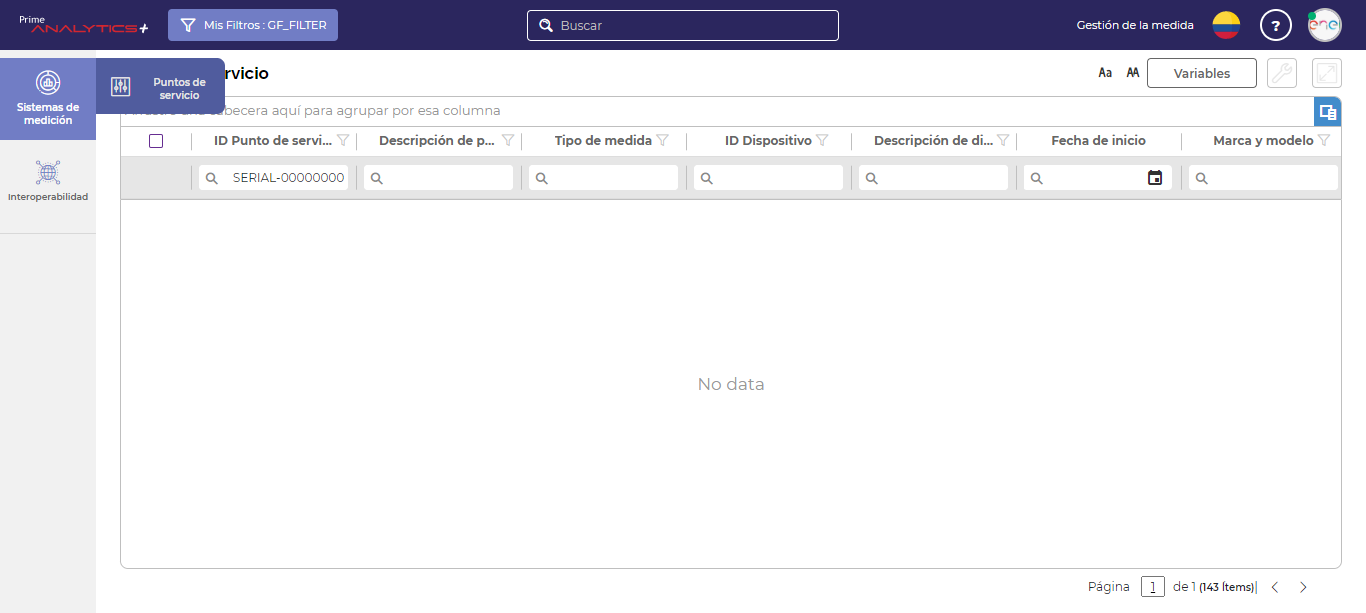 Prime
ANALYTICS+
Mis Filtros : GF_FILTER
Buscar
Gestión de la medida
?
ene
Sistemas de
medición
Puntos de
servicio
Interoperabilidad
rvicio
Aa
AA
Variables
cabecera aquí para agrupar por esa columna
ID Punto de servi...
Descripción de p...
Tipo de medida
ID Dispositivo
Descripción de di...
Fecha de inicio
Marca y modelo
SERIAL-00000000
No data
Página 1 de 1 (143 Ítems)